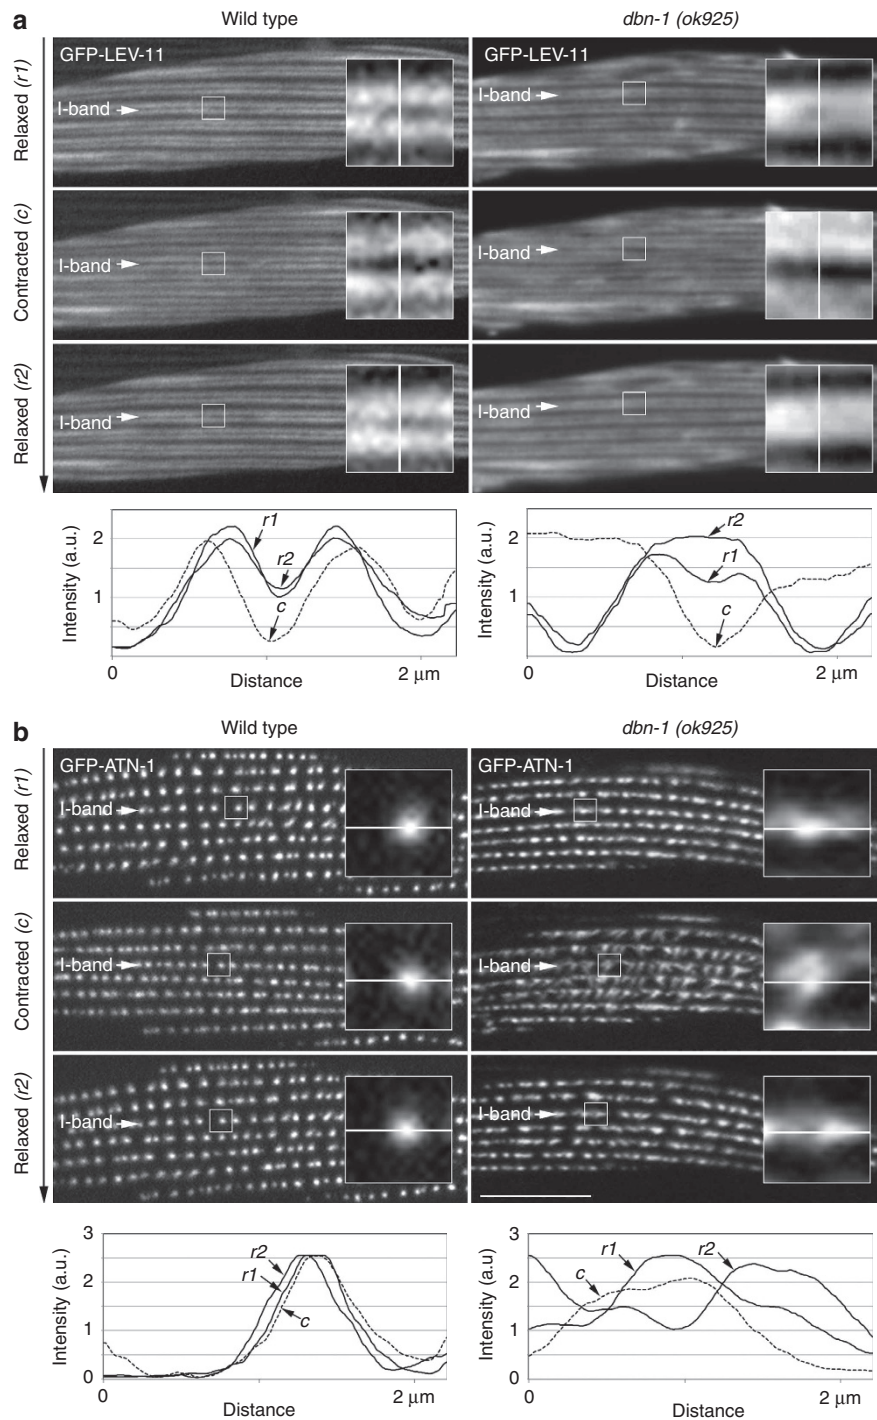 a
Wild type
dbn-1 (ok925)
Relaxed (r1)
GFP-LEV-11
I-band
GFP-LEV-11
I-band
Contracted (c)
I-band
I-band
Relaxed (r2)
I-band
I-band
Intensity (a.u.)
2
1
r1
r2
c
0
2 μm
Distance
Intensity (a.u.)
2
1
r2
r1
c
0
2 μm
Distance
b
Wild type
dbn-1 (ok925)
Relaxed (r1)
GFP-ATN-1
I-band
GFP-ATN-1
I-band
Contracted (c)
I-band
I-band
Relaxed (r2)
I-band
I-band
Intensity (a.u.)
3
2
1
0
r2
r1
c
0
2 μm
Distance
Intensity (a.u.)
3
2
1
0
c
r1
r2
0
2 μm
Distance